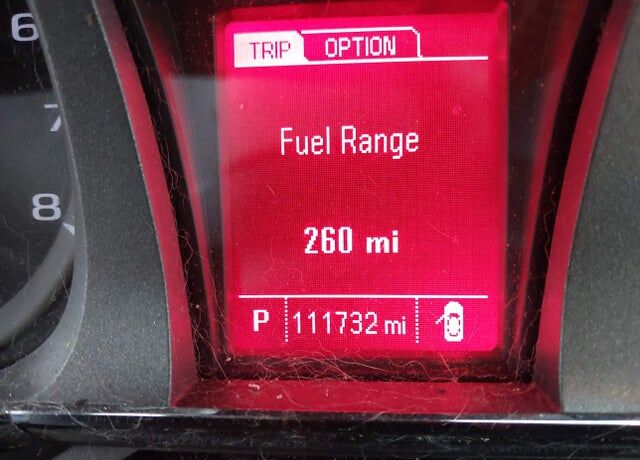 6
7
8
TRIP OPTION
Fuel Range
260 mi
P 111732 mi